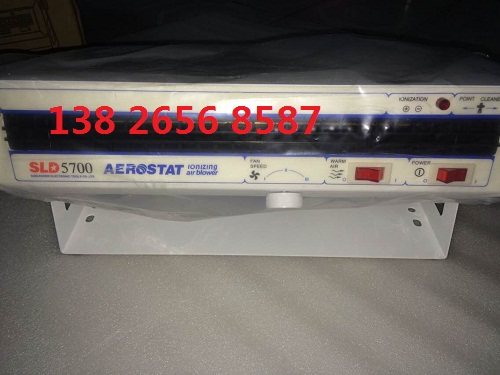 IONIZATION
POINT CLEANER
138 2656 8587
SLD 5700
AEROSTAT ionizing
air blower
FAN
SPEED
WARM
AIR
I O
POWER
I O